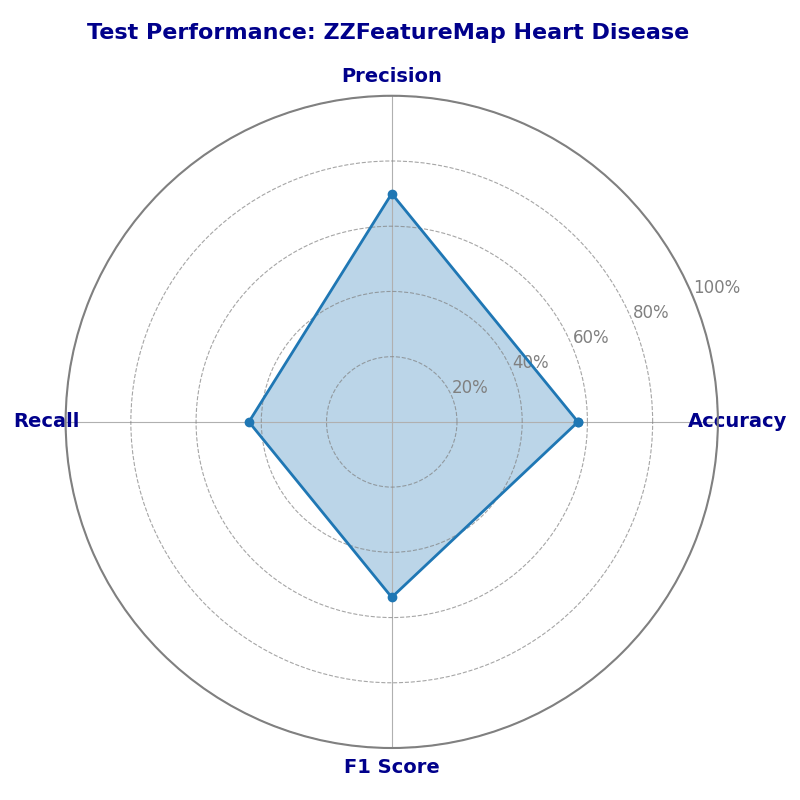 Test Performance: ZZFeatureMap Heart Disease
Precision
100%
80%
60%
40%
20%
Recall
Accuracy
F1 Score